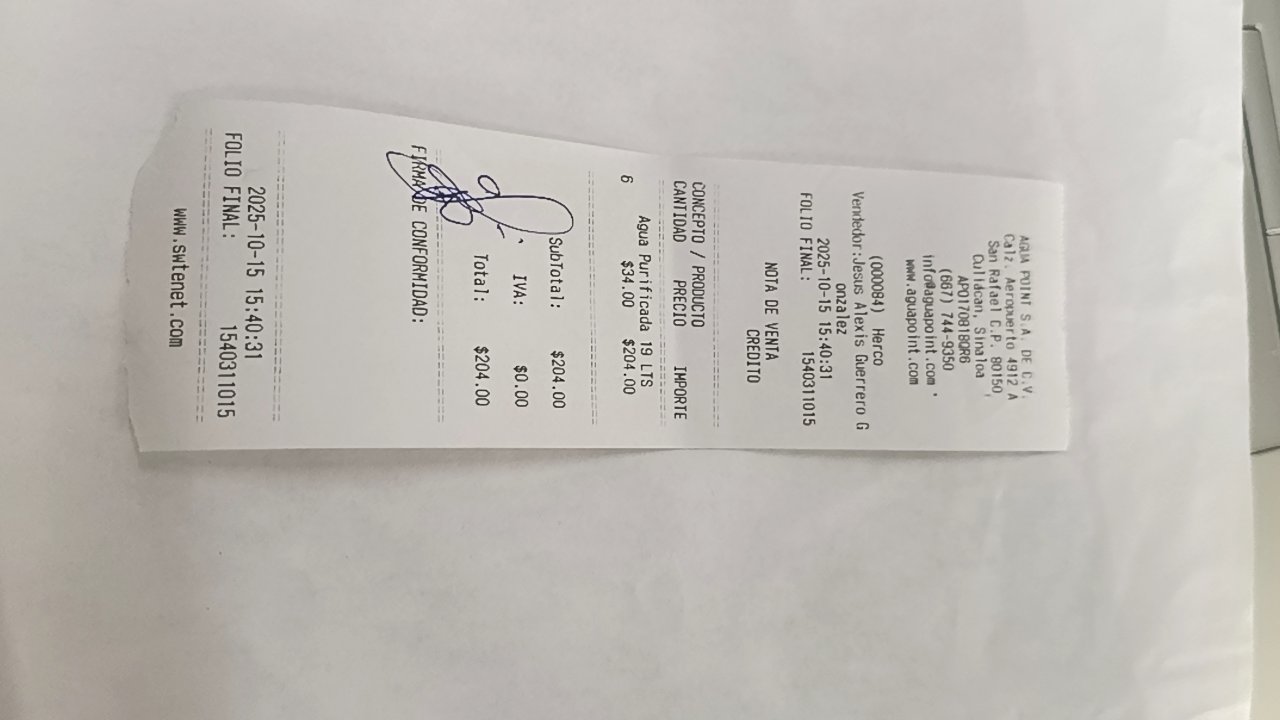 AGUA POINT S.A. DE C.V.
Calz. Aeropuerto 4912 A
San Rafael C.P. 80150,
Culiacan, Sinaloa
APO170818QR6
(667) 744-9350
info@aguapoint.com
www.aguapoint.com
(000084) Herco
Vendedor:Jesus Alexis Guerrero G
onzalez
2025-10-15 15:40:31
FOLIO FINAL: 1540311015
NOTA DE VENTA
CREDITO
CONCEPTO / PRODUCTO
CANTIDAD PRECIO IMPORTE
Agua Purificada 19 LTS
6 $34.00 $204.00
SubTotal: $204.00
IVA: $0.00
Total: $204.00
FIRMA DE CONFORMIDAD:
2025-10-15 15:40:31
FOLIO FINAL: 1540311015
www.swtenet.com